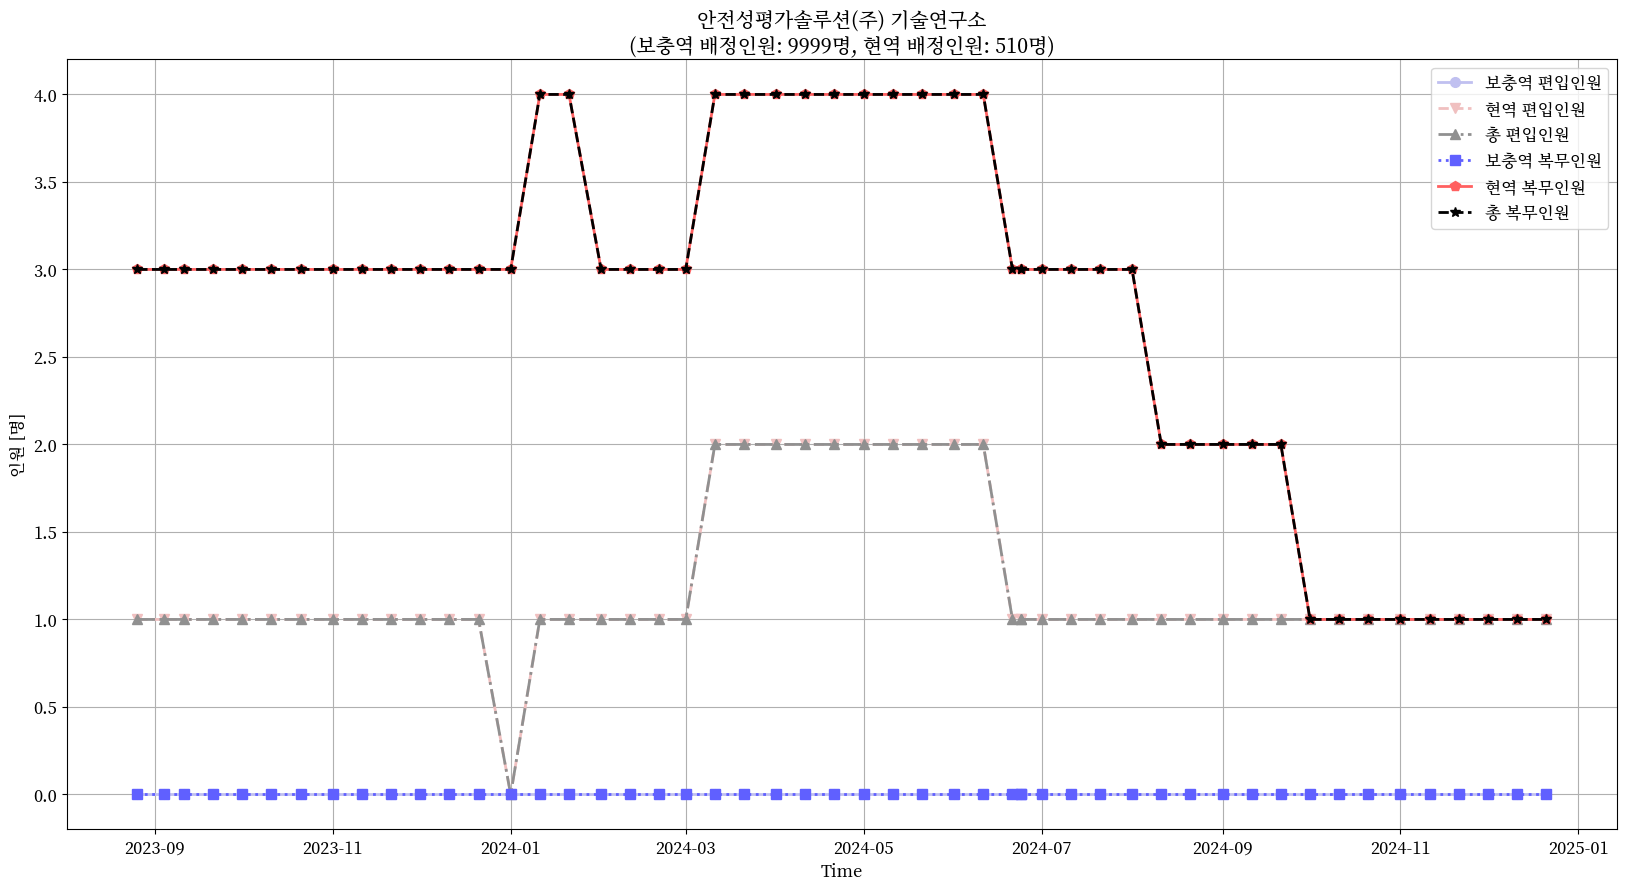 안전성평가솔루션(주) 기술연구소
(보충역 배정인원: 9999명, 현역 배정인원: 510명)
보충역 편입인원
현역 편입인원
총 편입인원
보충역 복무인원
현역 복무인원
총 복무인원
인원 [명]
4.0
3.5
3.0
2.5
2.0
1.5
1.0
0.5
0.0
2023-09
2023-11
2024-01
2024-03
2024-05
2024-07
2024-09
2024-11
2025-01
Time